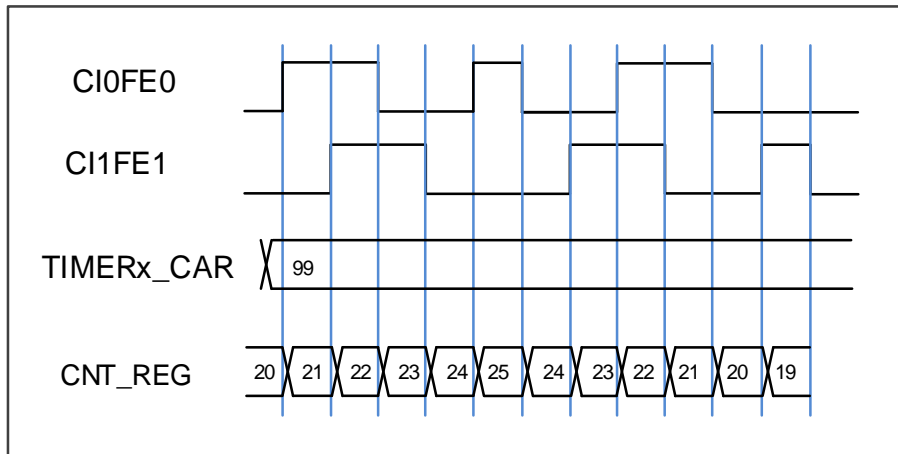 CI0FE0
CI1FE1
TIMERx_CAR 99
CNT_REG 20 21 22 23 24 25 24 23 22 21 20 19